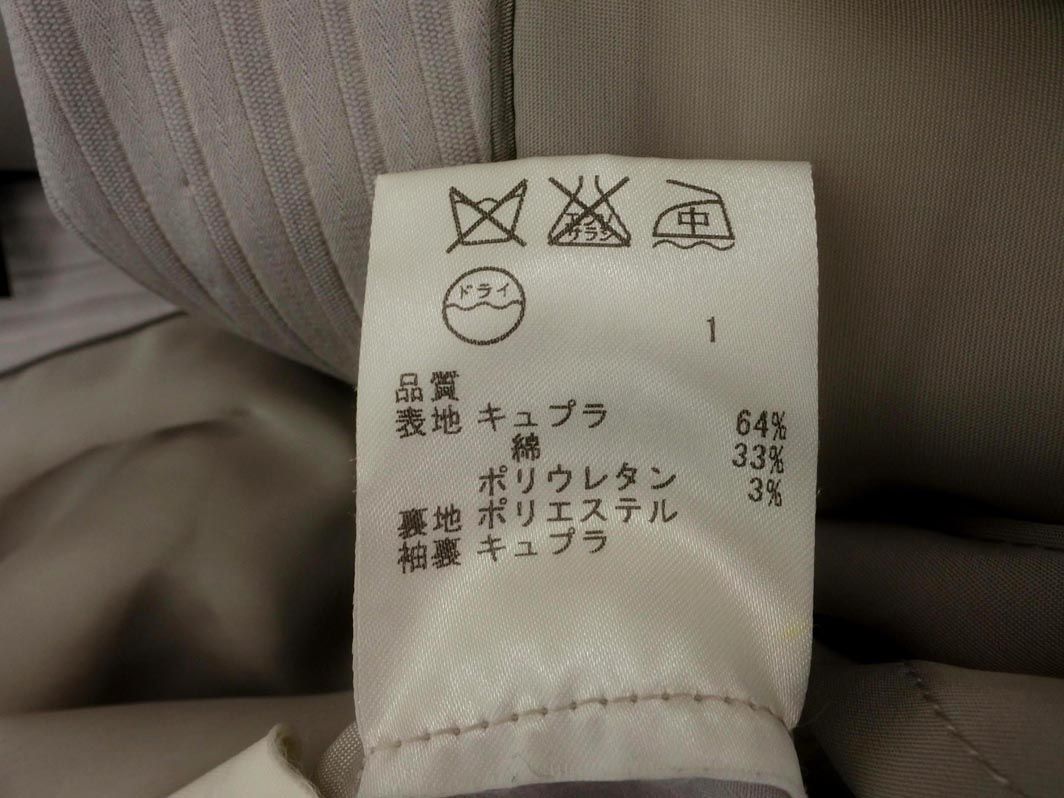 エンソ
サラシ
中
ドライ
1
品質
表地 キュプラ 64%
綿 33%
ポリウレタン 3%
裏地 ポリエステル
袖裏 キュプラ